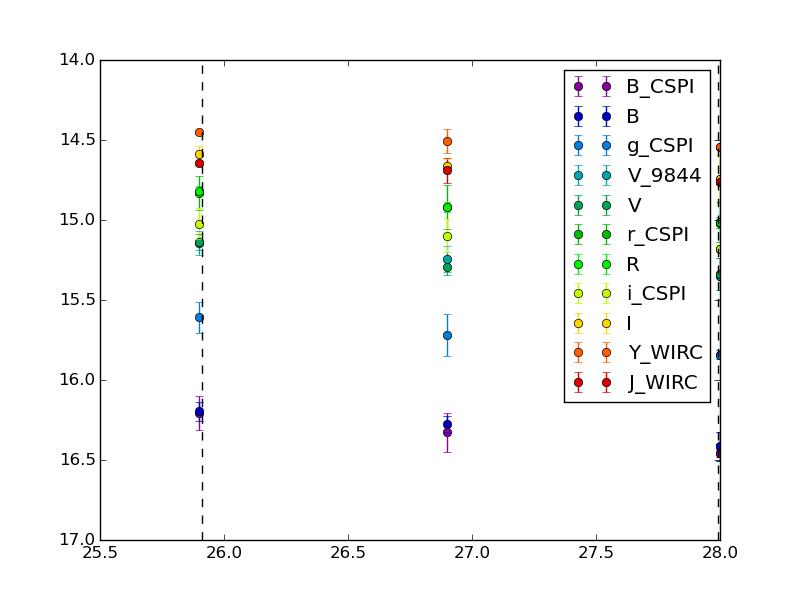 14.0
14.5
15.0
15.5
16.0
16.5
17.0
25.5 26.0 26.5 27.0 27.5 28.0
B_CSPI
B
g_CSPI
V_9844
V
r_CSPI
R
i_CSPI
I
Y_WIRC
J_WIRC